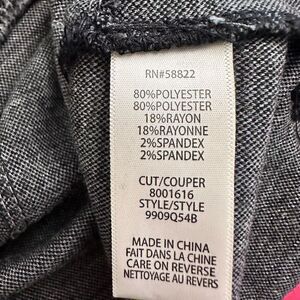 RN#58822
80%POLYESTER
80%POLYESTER
18%RAYON
18%RAYONNE
2%SPANDEX
2%SPANDEX
CUT/COUPER
8001616
STYLE/STYLE
9909Q54B
MADE IN CHINA
FAIT DANS LA CHINE
CARE ON REVERSE
NETTOYAGE AU REVERS